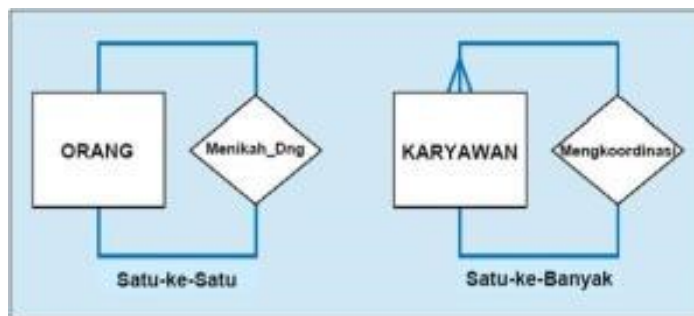 ORANG
Menikah_Dng
Satu-ke-Satu
KARYAWAN
Mengkoordinasi
Satu-ke-Banyak